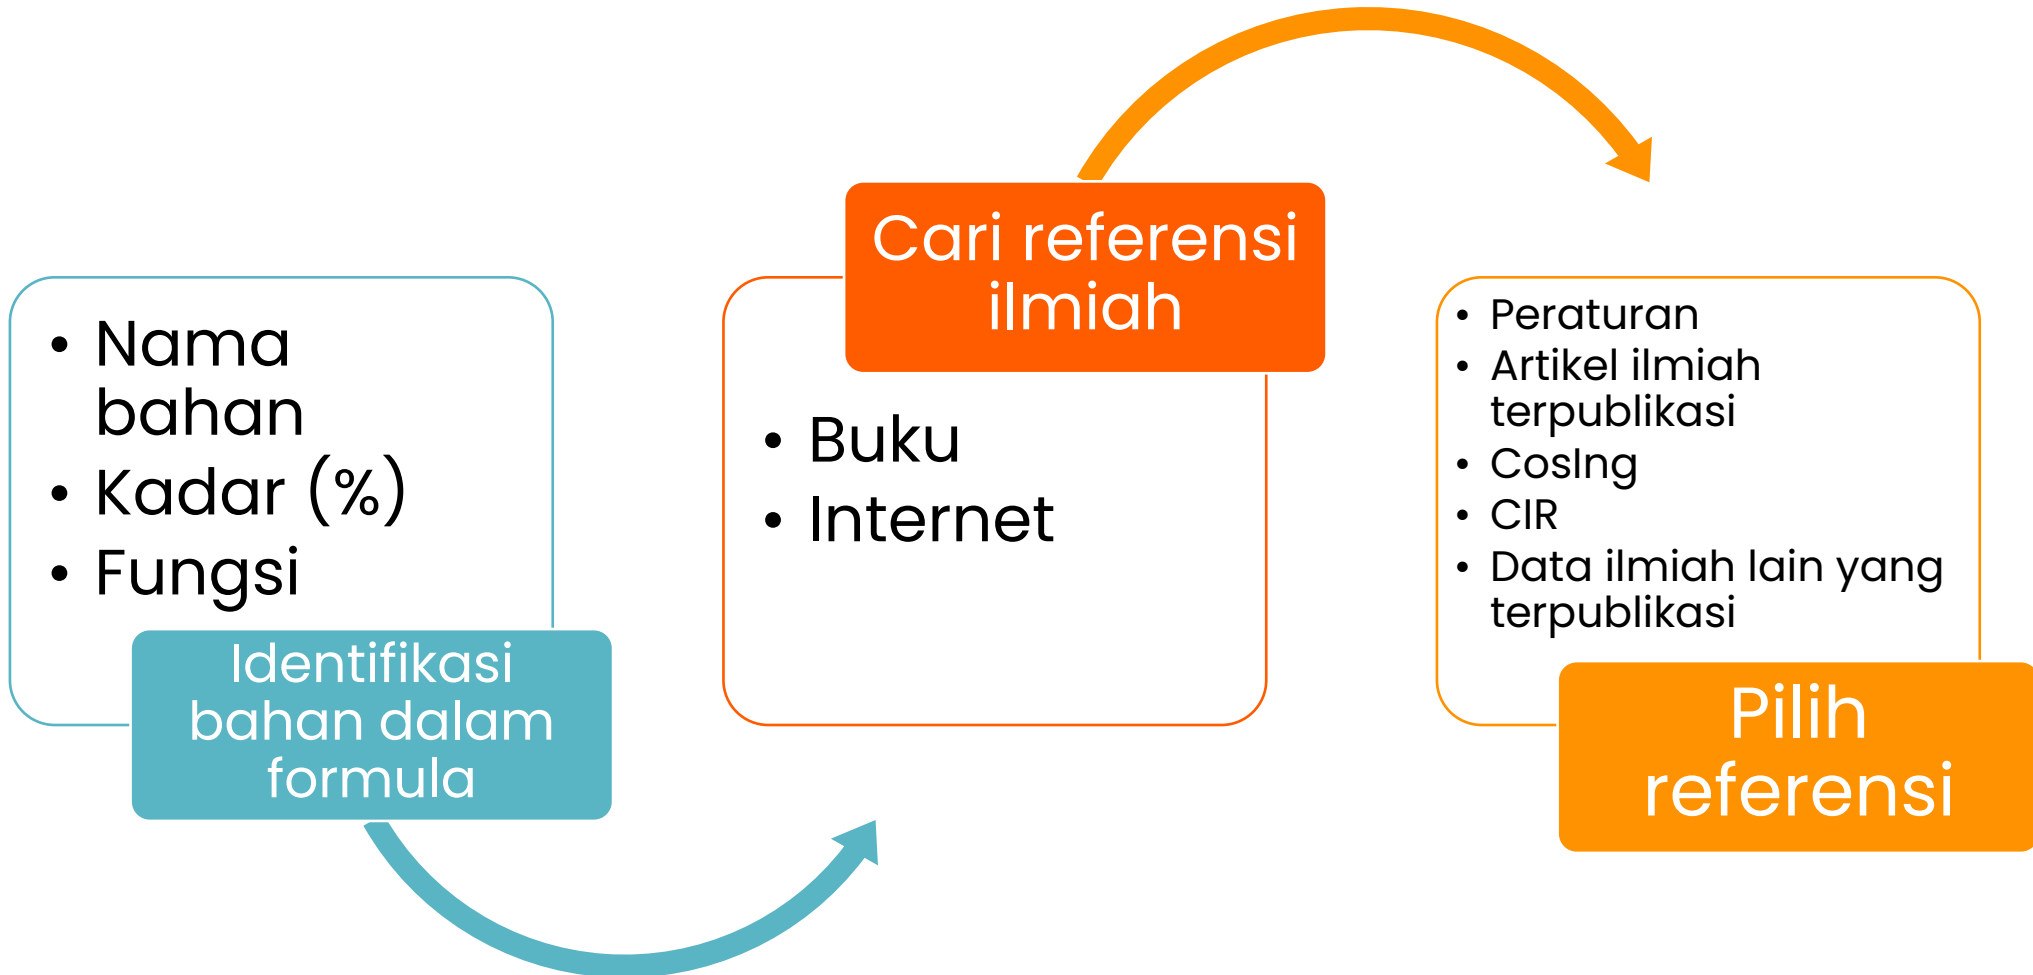 • Nama
bahan
• Kadar (%)
• Fungsi
Identifikasi
bahan dalam
formula
Cari referensi
ilmiah
• Buku
• Internet
• Peraturan
• Artikel ilmiah
terpublikasi
• CosIng
• CIR
• Data ilmiah lain yang
terpublikasi
Pilih
referensi